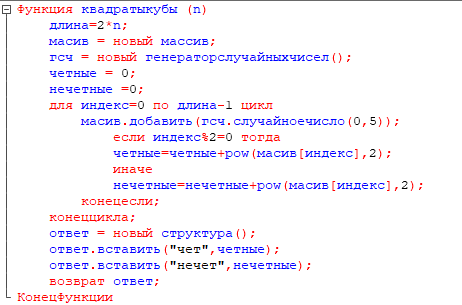 Функция квадратыкубы (n)
длина=2*n;
масив = новый массив;
гсч = новый генераторслучайныхчисел();
четные = 0;
нечетные =0;
для индекс=0 по длина-1 цикл
масив.добавить(гсч.случайноечисло(0,5));
если индекс%2=0 тогда
четные=четные+pow(масив[индекс],2);
иначе
нечетные=нечетные+pow(масив[индекс],2);
конецесли;
конеццикла;
ответ = новый структура();
ответ.вставить("чет",четные);
ответ.вставить("нечет",нечетные);
возврат ответ;
Конецфункции